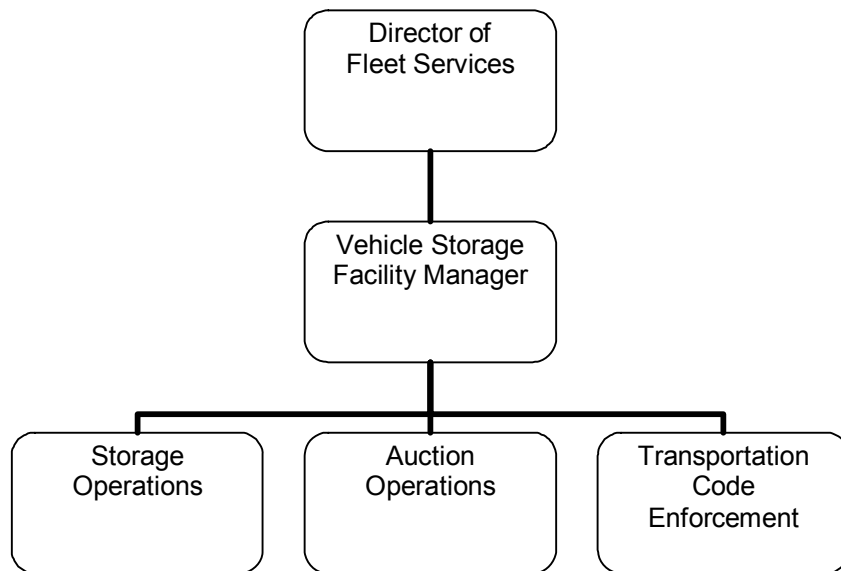 Director of
Fleet Services
Vehicle Storage
Facility Manager
Storage
Operations
Auction
Operations
Transportation
Code
Enforcement